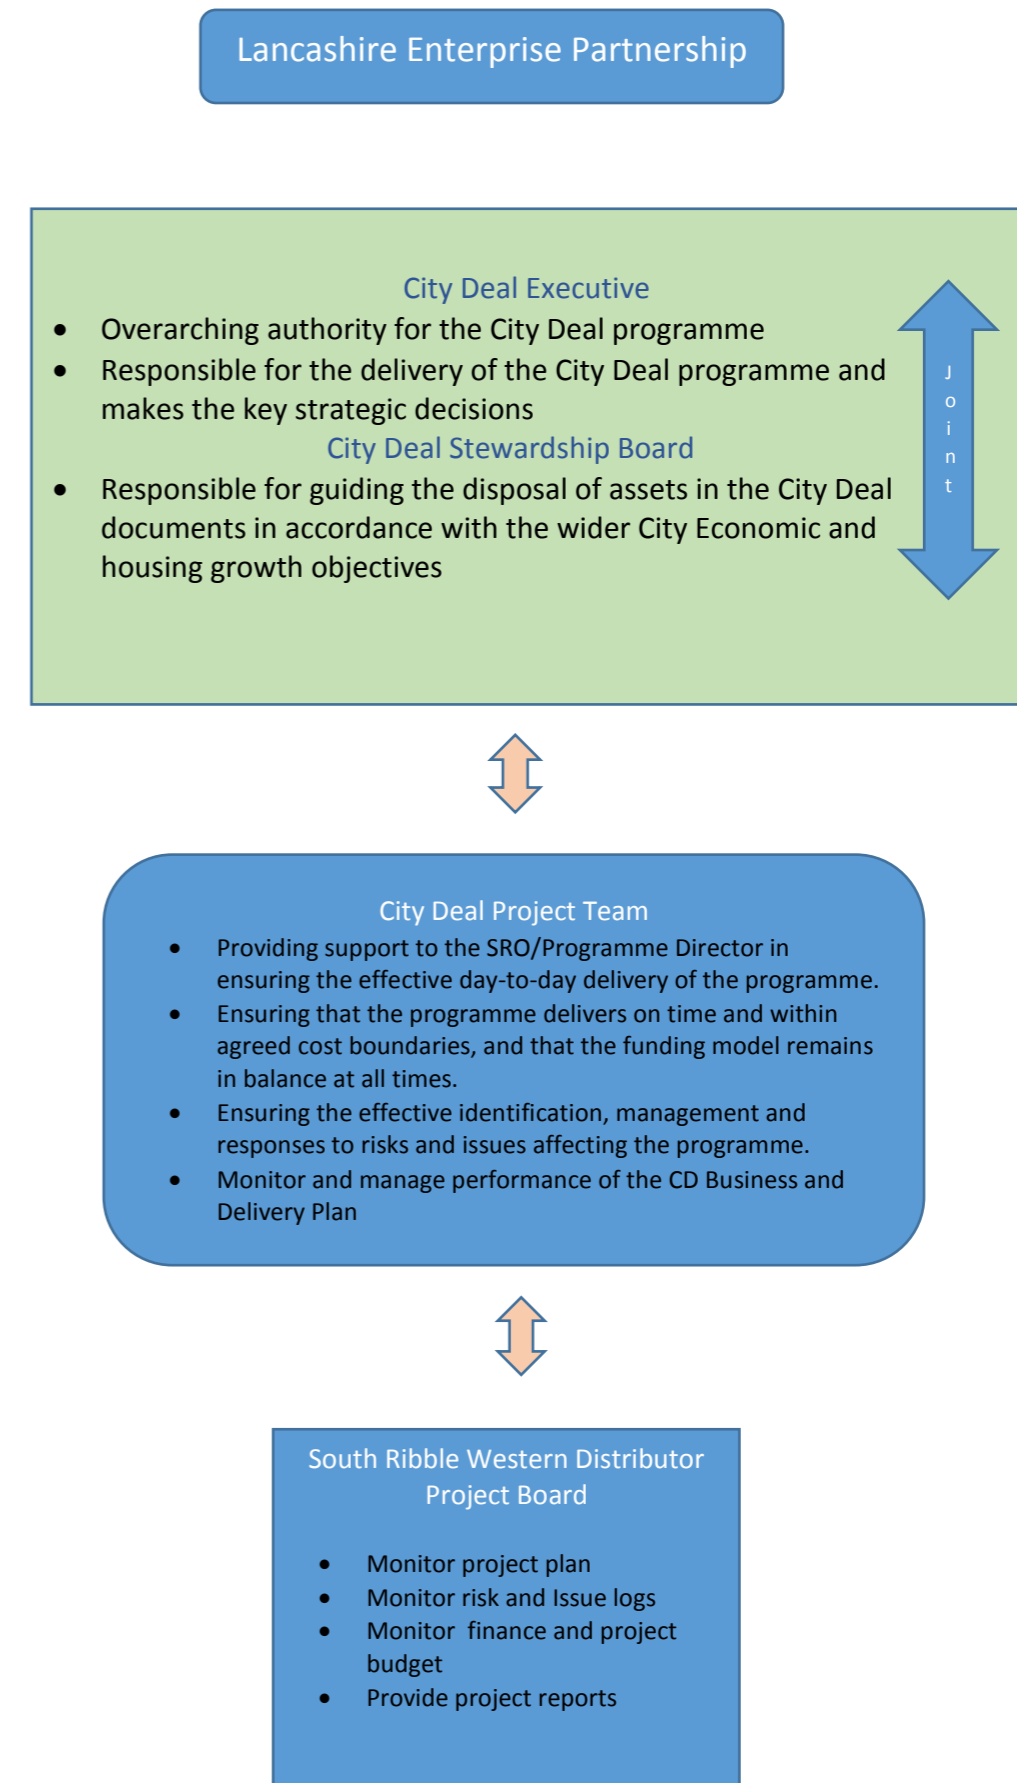 Lancashire Enterprise Partnership
City Deal Executive
• Overarching authority for the City Deal programme
• Responsible for the delivery of the City Deal programme and
makes the key strategic decisions
City Deal Stewardship Board
• Responsible for guiding the disposal of assets in the City Deal
documents in accordance with the wider City Economic and
housing growth objectives
J
o
i
n
t
City Deal Project Team
• Providing support to the SRO/Programme Director in
ensuring the effective day-to-day delivery of the programme.
• Ensuring that the programme delivers on time and within
agreed cost boundaries, and that the funding model remains
in balance at all times.
• Ensuring the effective identification, management and
responses to risks and issues affecting the programme.
• Monitor and manage performance of the CD Business and
Delivery Plan
South Ribble Western Distributor
Project Board
• Monitor project plan
• Monitor risk and Issue logs
• Monitor  finance and project
budget
• Provide project reports